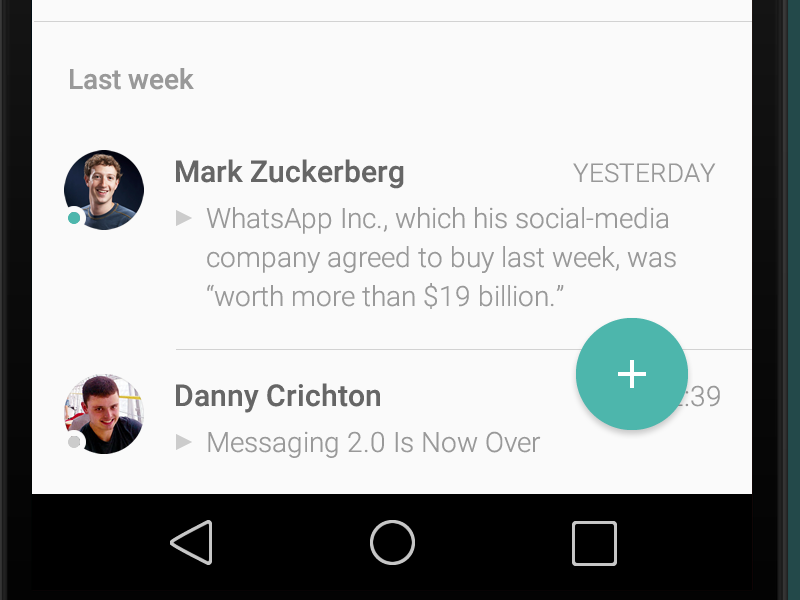 Last week
Mark Zuckerberg YESTERDAY
WhatsApp Inc., which his social-media
company agreed to buy last week, was
“worth more than $19 billion.”
Danny Crichton :39
Messaging 2.0 Is Now Over